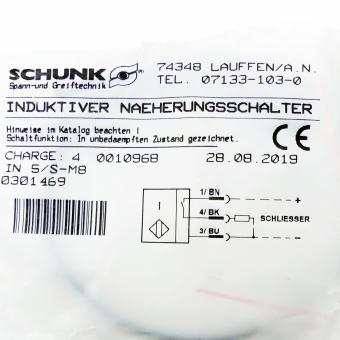 SCHUNK
Spann-und Greiftechnik
74348 LAUFFEN/A.N.
TEL. 07133-103-0
INDUKTIVER NAEHERUNGSSCHALTER
Hinweise im Katalog beachten !
Schaltfunktion: In unbedaempften Zustand gezeichnet.
CE
CHARGE: 4 0010968 28.08.2019
IN 5/S-M8
0301469
1/ BN +
I 4/ BK SCHLIESSER
3/ BU -